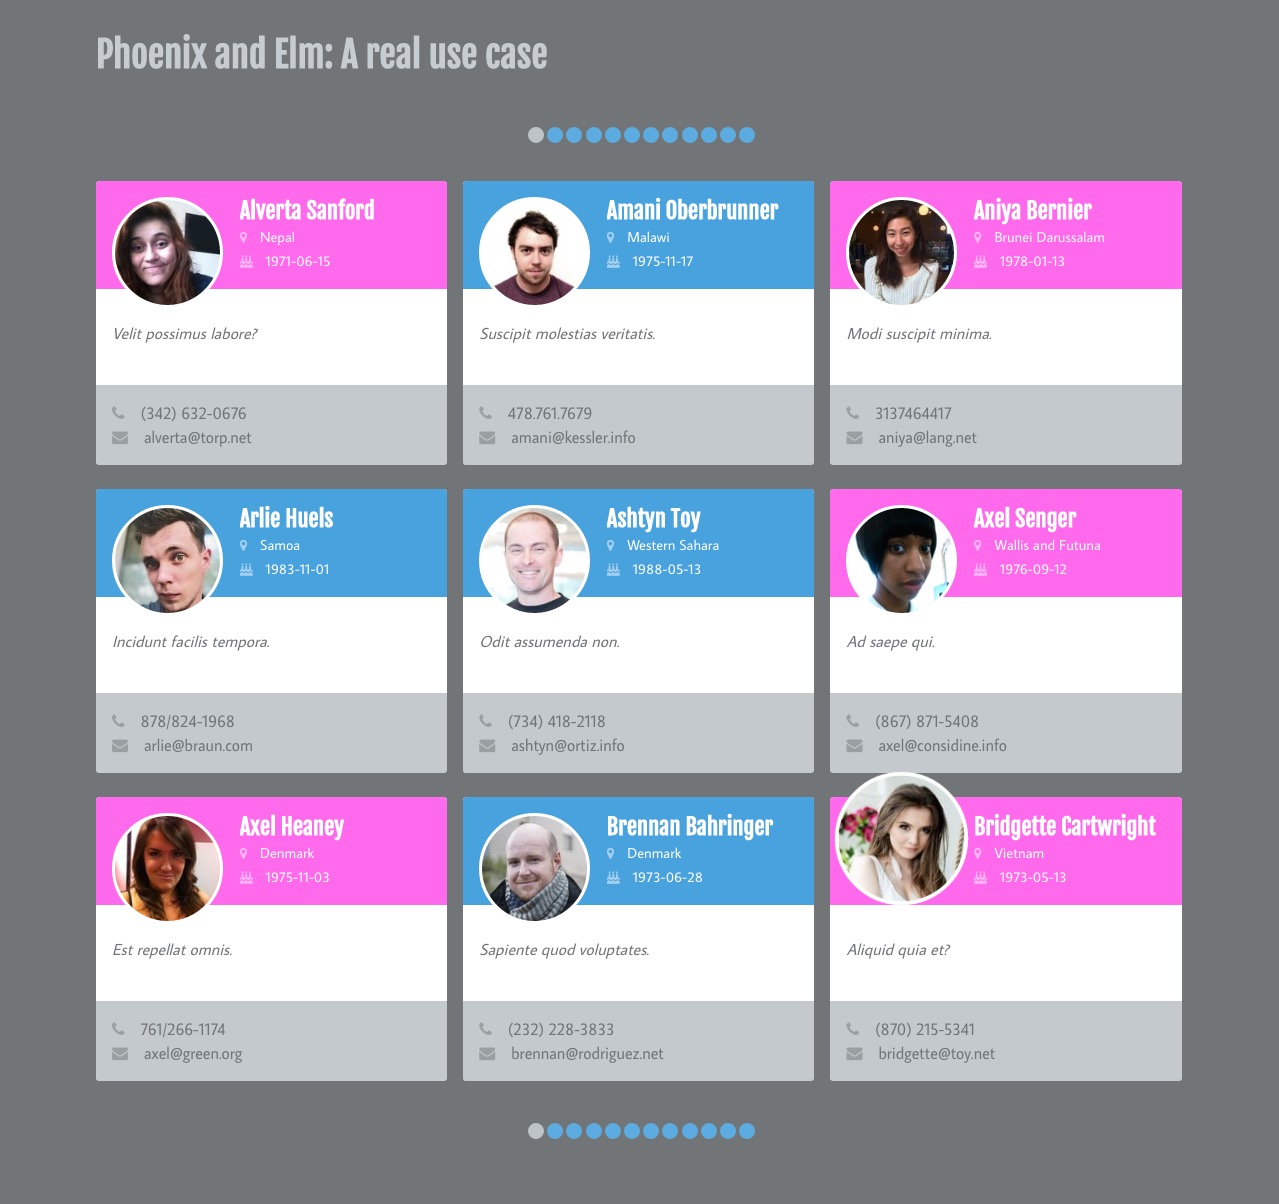 Phoenix and Elm: A real use case
Alverta Sanford
Nepal
1971-06-15
Velit possimus labore?
(342) 632-0676
alverta@torp.net
Amani Oberbrunner
Malawi
1975-11-17
Suscipit molestias veritatis.
478.761.7679
amani@kessler.info
Aniya Bernier
Brunei Darussalam
1978-01-13
Modi suscipit minima.
3137464417
aniya@lang.net
Arlie Huels
Samoa
1983-11-01
Incidunt facilis tempora.
878/824-1968
arlie@braun.com
Ashtyn Toy
Western Sahara
1988-05-13
Odit assumenda non.
(734) 418-2118
ashtyn@ortiz.info
Axel Senger
Wallis and Futuna
1976-09-12
Ad saepe qui.
(867) 871-5408
axel@considine.info
Axel Heaney
Denmark
1975-11-03
Est repellat omnis.
761/266-1174
axel@green.org
Brennan Bahringer
Denmark
1973-06-28
Sapiente quod voluptates.
(232) 228-3833
brennan@rodriguez.net
Bridgette Cartwright
Vietnam
1973-05-13
Aliquid quia et?
(870) 215-5341
bridgette@toy.net